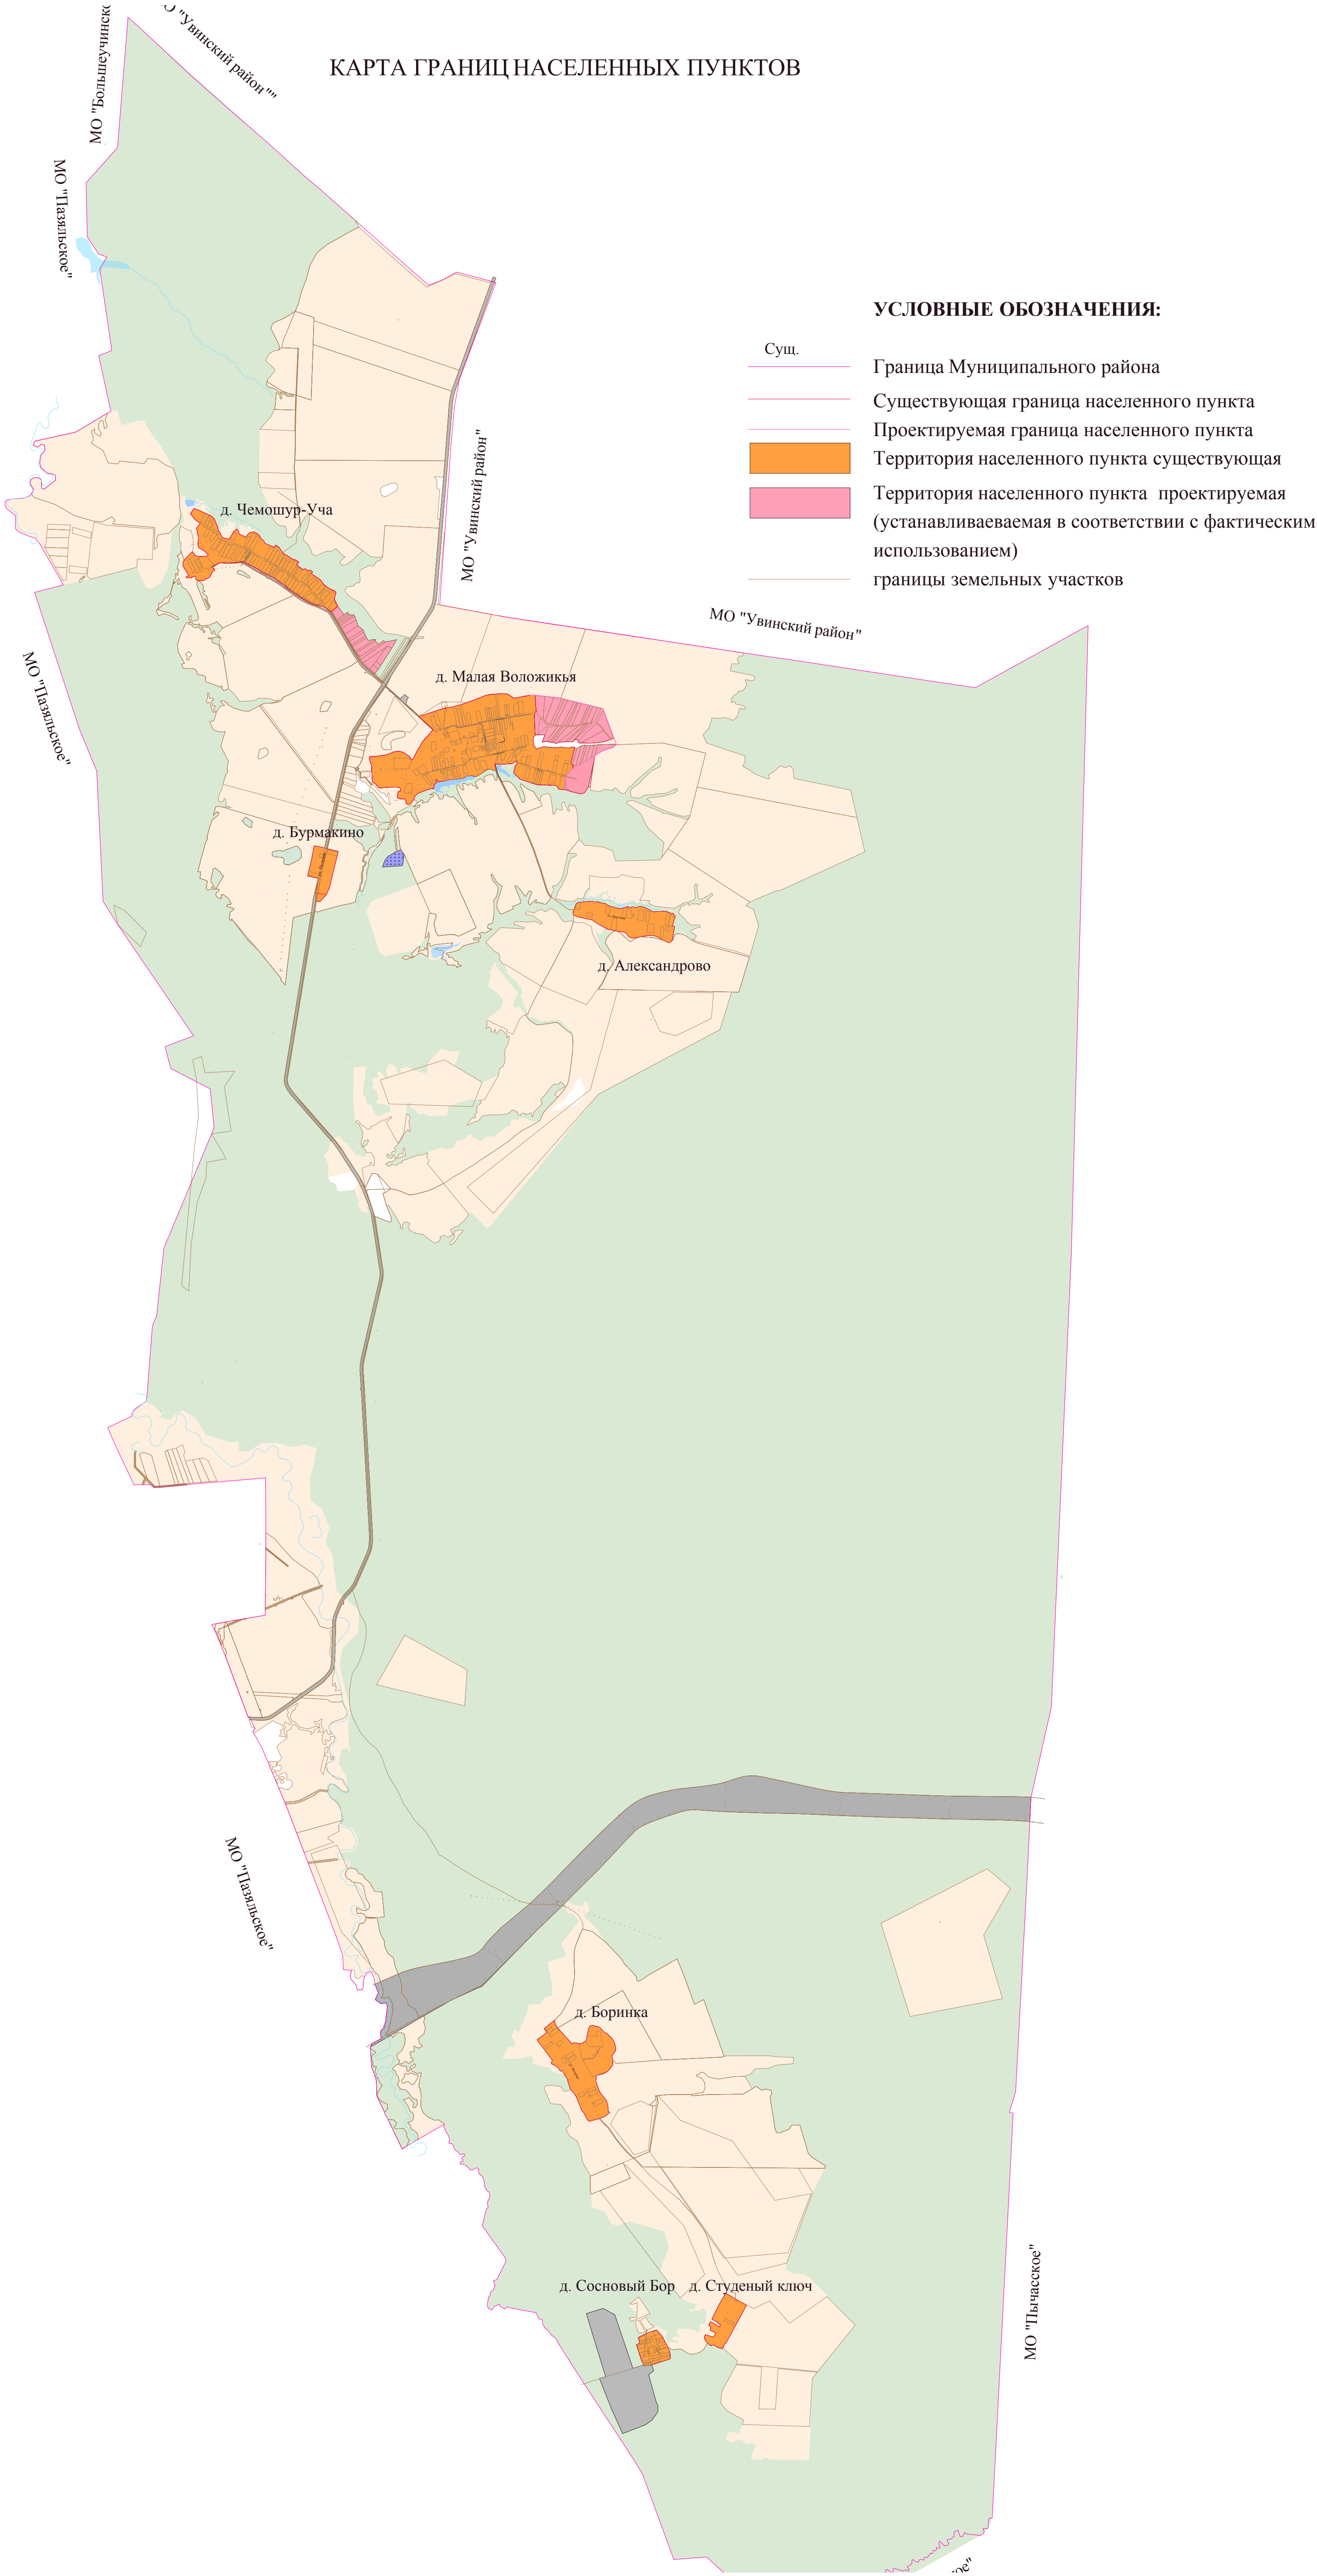 КАРТА ГРАНИЦ НАСЕЛЕННЫХ ПУНКТОВ
"Увинский район""
МО "Пазяльское"
УСЛОВНЫЕ ОБОЗНАЧЕНИЯ:
Сущ.
Граница Муниципального района
Существующая граница населенного пункта
Проектируемая граница населенного пункта
Территория населенного пункта существующая
Территория населенного пункта проектируемая
(устанавливаеваемая в соответствии с фактическим
использованием)
границы земельных участков
МО "Увинский район"
д. Чемошур-Уча
МО "Увинский район"
МО "Пазяльское"
д. Малая Воложикья
д. Бурмакино
д. Александрово
МО "Пазяльское"
д. Боринка
д. Сосновый Бор
д. Студеный ключ
МО "Пычасское"